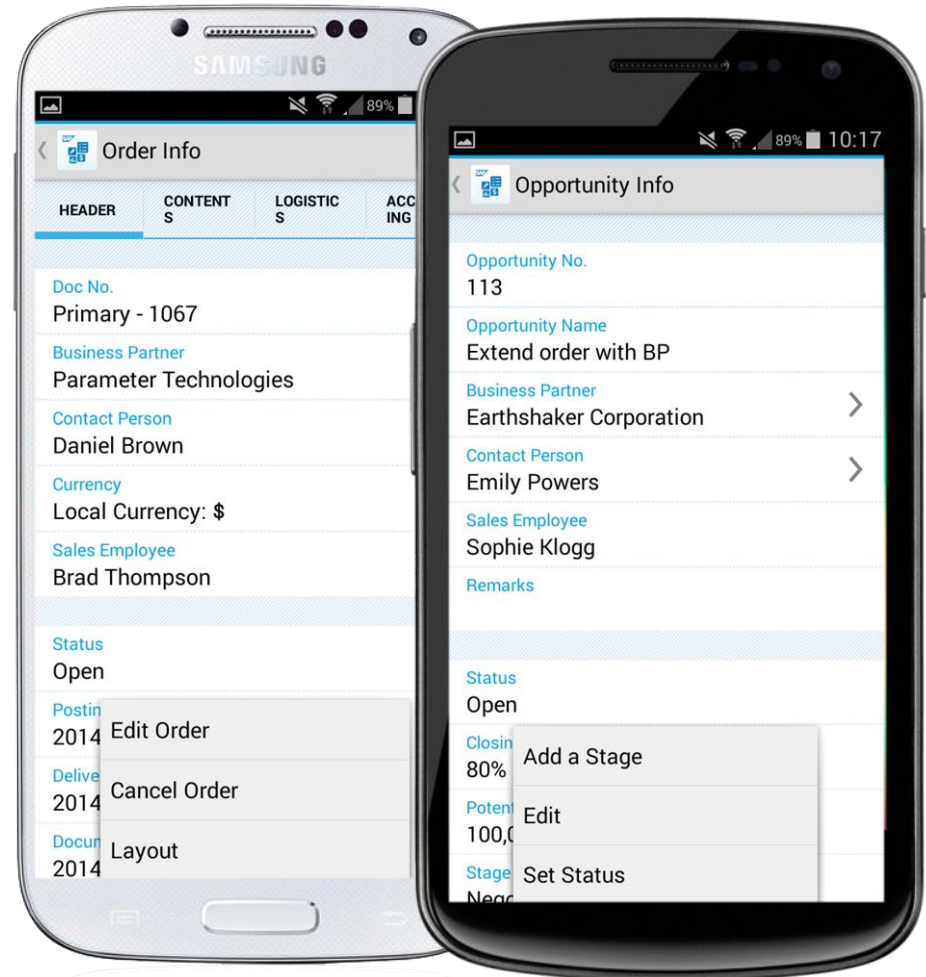 SAMSUNG
89%
Order Info
HEADER
CONTENT
S
LOGISTIC
S
ACC
ING
Doc No.
Primary - 1067
Business Partner
Parameter Technologies
Contact Person
Daniel Brown
Currency
Local Currency: $
Sales Employee
Brad Thompson
Status
Open
Postin
2014
Delive
2014
Docum
2014
Edit Order
Cancel Order
Layout
89% 10:17
Opportunity Info
Opportunity No.
113
Opportunity Name
Extend order with BP
Business Partner
Earthshaker Corporation
Contact Person
Emily Powers
Sales Employee
Sophie Klogg
Remarks
Status
Open
Closin
80%
Potent
100,0
Stage
Nego
Add a Stage
Edit
Set Status